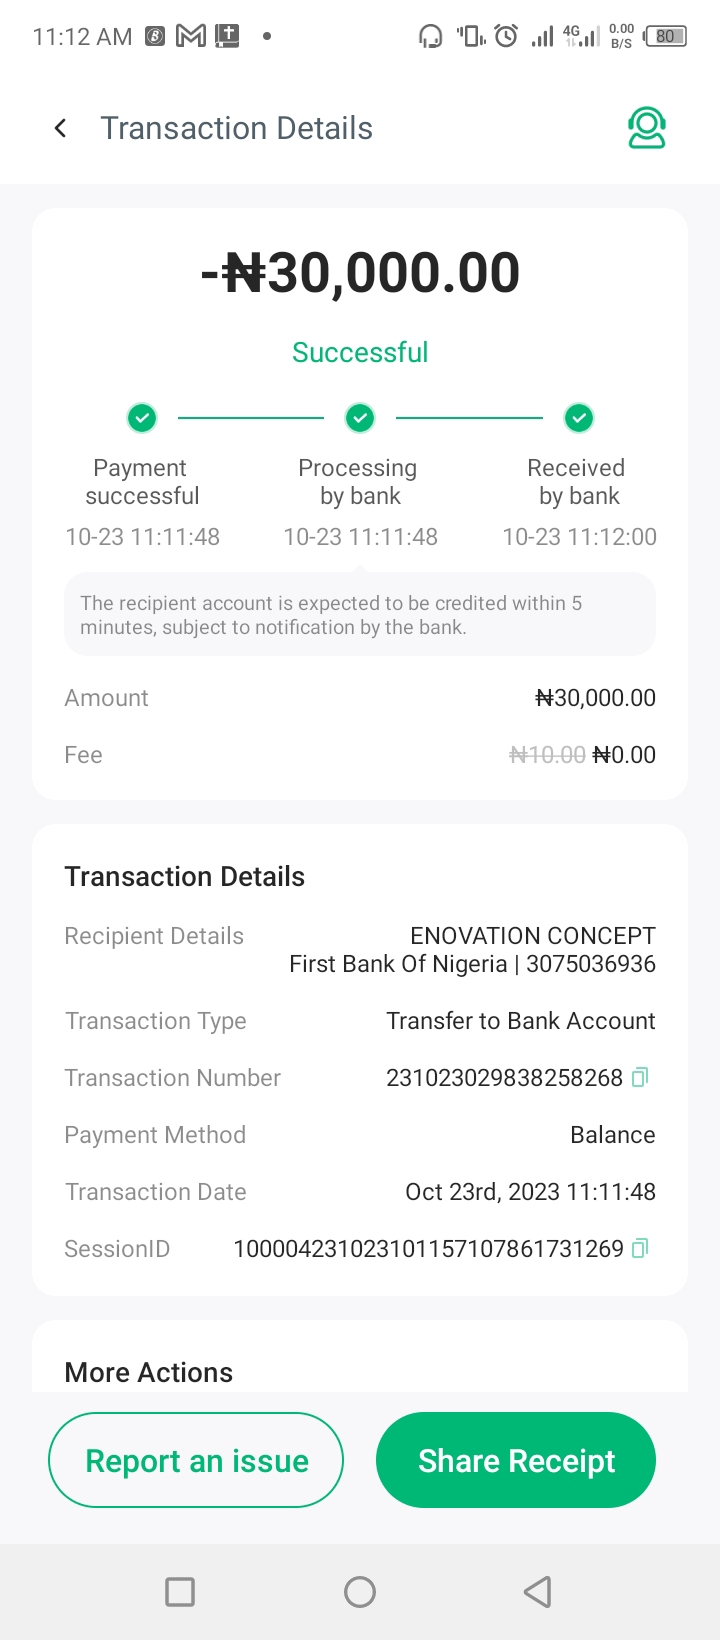 11:12 AM
4G
0.00
B/S
80
Transaction Details
-₦30,000.00
Successful
Payment
successful
10-23 11:11:48
Processing
by bank
10-23 11:11:48
Received
by bank
10-23 11:12:00
The recipient account is expected to be credited within 5
minutes, subject to notification by the bank.
Amount ₦30,000.00
Fee ₦10.00 ₦0.00
Transaction Details
Recipient Details ENOVATION CONCEPT
First Bank Of Nigeria | 3075036936
Transaction Type Transfer to Bank Account
Transaction Number 231023029838258268
Payment Method Balance
Transaction Date Oct 23rd, 2023 11:11:48
SessionID 100004231023101157107861731269
More Actions
Report an issue
Share Receipt